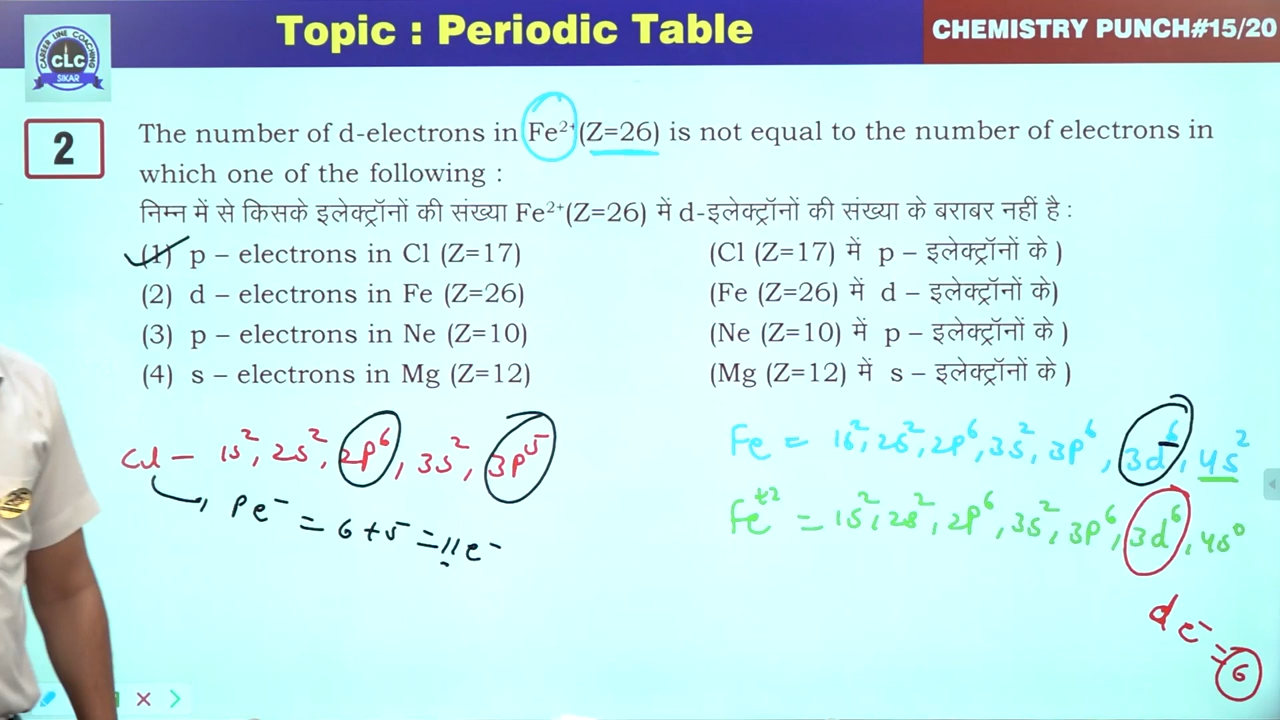 Topic : Periodic Table
CHEMISTRY PUNCH#15/20
CAREER LINE COACHING
CLC
SIKAR
2
The number of d-electrons in Fe²⁺(Z=26) is not equal to the number of electrons in
which one of the following :
निम्न में से किसके इलेक्ट्रॉनों की संख्या Fe²⁺(Z=26) में d-इलेक्ट्रॉनों की संख्या के बराबर नहीं है :
(1) p – electrons in Cl (Z=17) (Cl (Z=17) में p – इलेक्ट्रॉनों के )
(2) d – electrons in Fe (Z=26) (Fe (Z=26) में d – इलेक्ट्रॉनों के)
(3) p – electrons in Ne (Z=10) (Ne (Z=10) में p – इलेक्ट्रॉनों के )
(4) s – electrons in Mg (Z=12) (Mg (Z=12) में s – इलेक्ट्रॉनों के )
Cl – 1s², 2s², 2p⁶, 3s², 3p⁵
pe⁻ = 6+5 = 11e⁻
Fe = 1s², 2s², 2p⁶, 3s², 3p⁶, 3d⁶, 4s²
Fe⁺² = 1s², 2s², 2p⁶, 3s², 3p⁶, 3d⁶, 4s⁰
de⁻ = 6